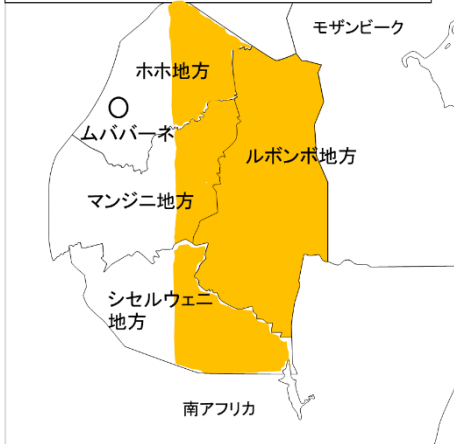 モザンビーク
ホホ地方
ムババーネ
ルボンボ地方
マンジニ地方
シセルウェニ
地方
南アフリカ